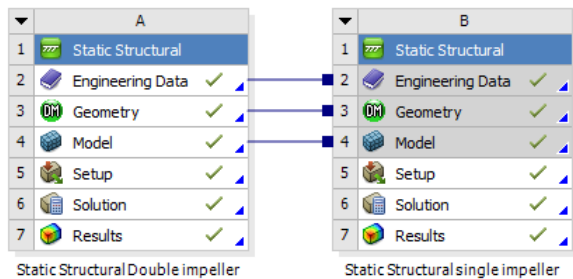 A
1 Static Structural
2 Engineering Data
3 DM Geometry
4 Model
5 Setup
6 Solution
7 Results
Static Structural Double impeller
B
1 Static Structural
2 Engineering Data
3 DM Geometry
4 Model
5 Setup
6 Solution
7 Results
Static Structural single impeller